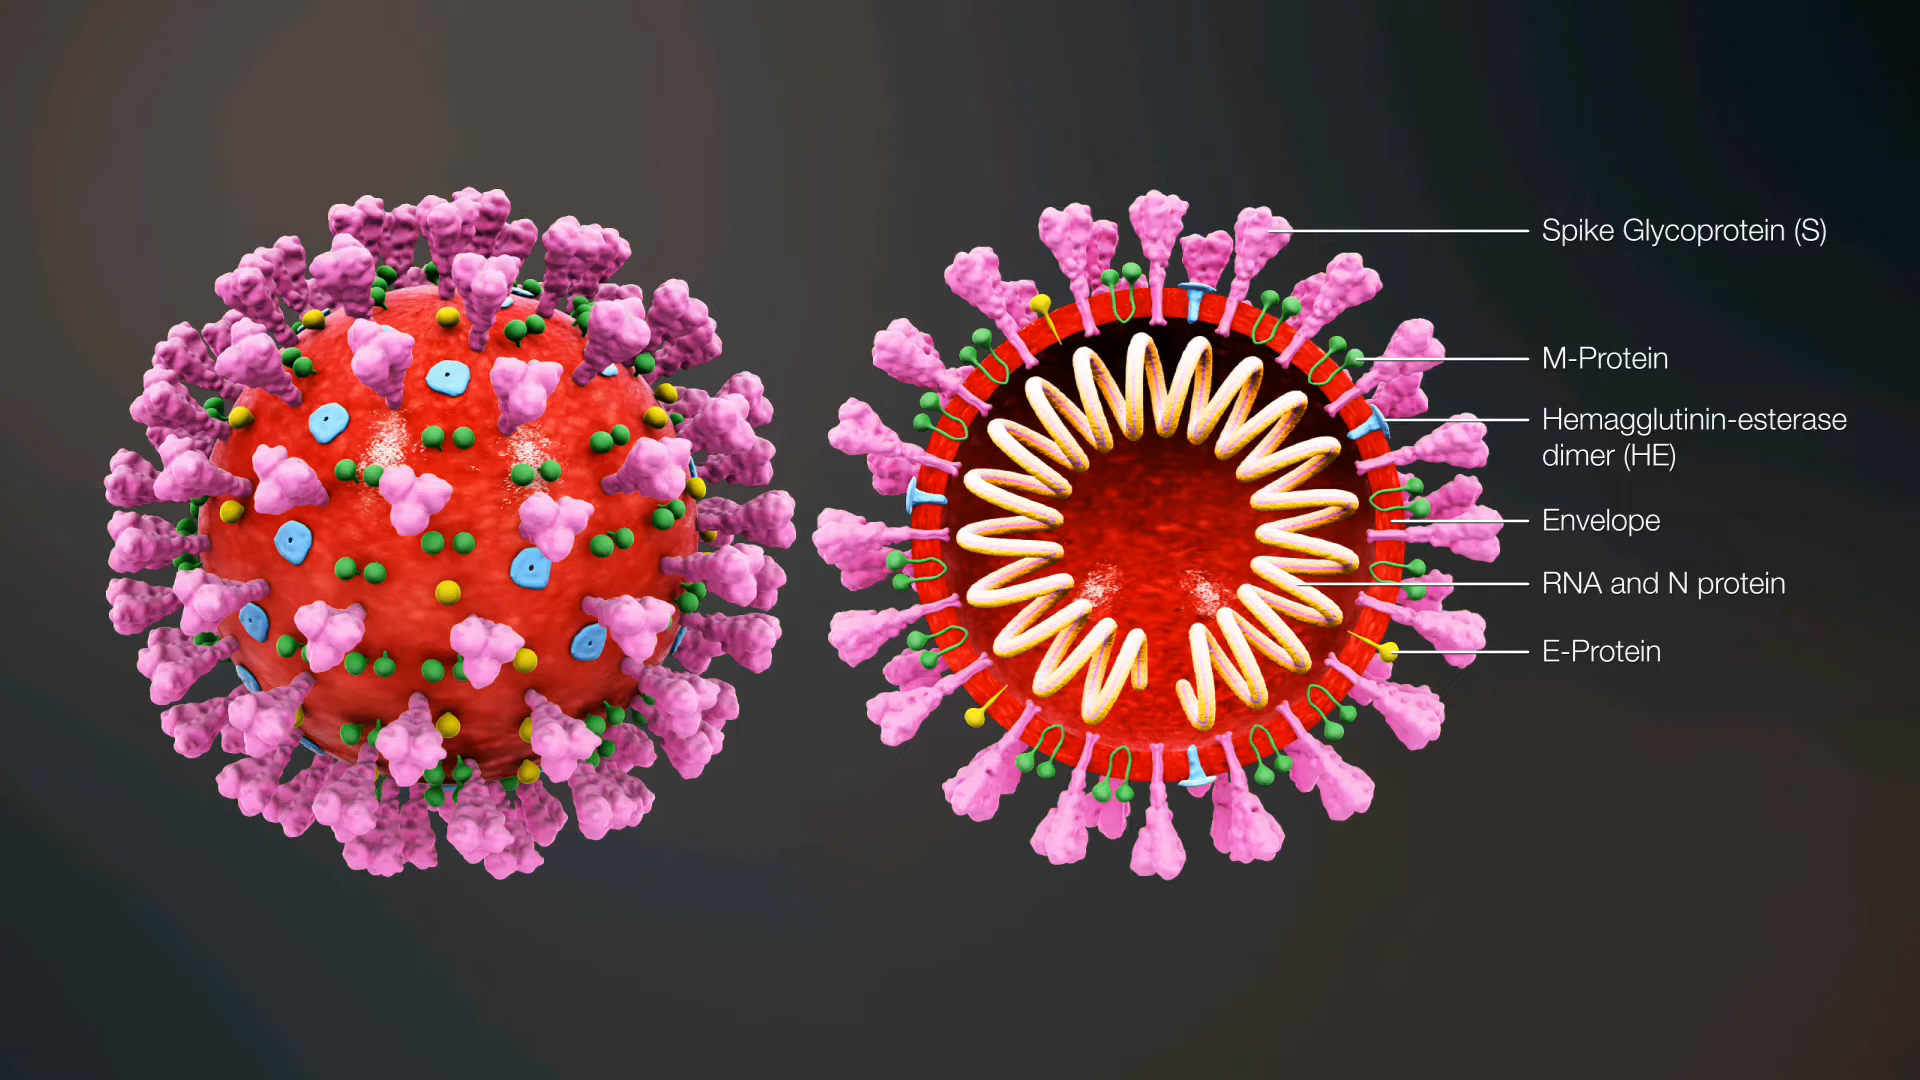 Spike Glycoprotein (S)
M-Protein
Hemagglutinin-esterase
dimer (HE)
Envelope
RNA and N protein
E-Protein